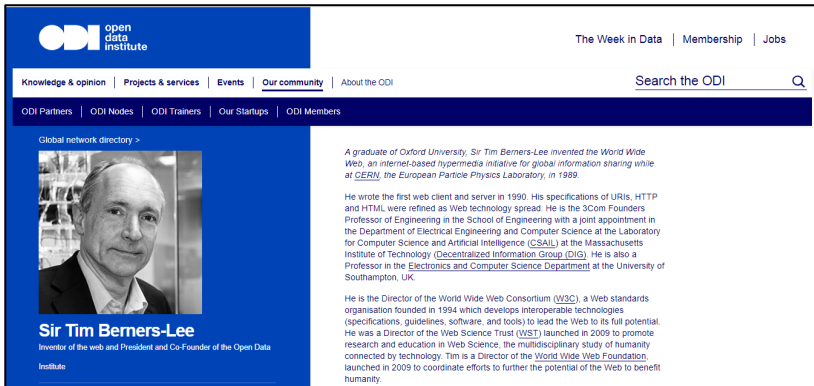 open
data
institute
The Week in Data | Membership | Jobs
Knowledge & opinion | Projects & services | Events | Our community | About the ODI
Search the ODI
ODI Partners | ODI Nodes | ODI Trainers | Our Startups | ODI Members
Global network directory >
Sir Tim Berners-Lee
Inventor of the web and President and Co-Founder of the Open Data
Institute
A graduate of Oxford University, Sir Tim Berners-Lee invented the World Wide
Web, an internet-based hypermedia initiative for global information sharing while
at CERN, the European Particle Physics Laboratory, in 1989.
He wrote the first web client and server in 1990. His specifications of URIs, HTTP
and HTML were refined as Web technology spread. He is the 3Com Founders
Professor of Engineering in the School of Engineering with a joint appointment in
the Department of Electrical Engineering and Computer Science at the Laboratory
for Computer Science and Artificial Intelligence (CSAIL) at the Massachusetts
Institute of Technology (Decentralized Information Group (DIG). He is also a
Professor in the Electronics and Computer Science Department at the University of
Southampton, UK.
He is the Director of the World Wide Web Consortium (W3C), a Web standards
organisation founded in 1994 which develops interoperable technologies
(specifications, guidelines, software, and tools) to lead the Web to its full potential.
He was a Director of the Web Science Trust (WST) launched in 2009 to promote
research and education in Web Science, the multidisciplinary study of humanity
connected by technology. Tim is a Director of the World Wide Web Foundation,
launched in 2009 to coordinate efforts to further the potential of the Web to benefit
humanity.